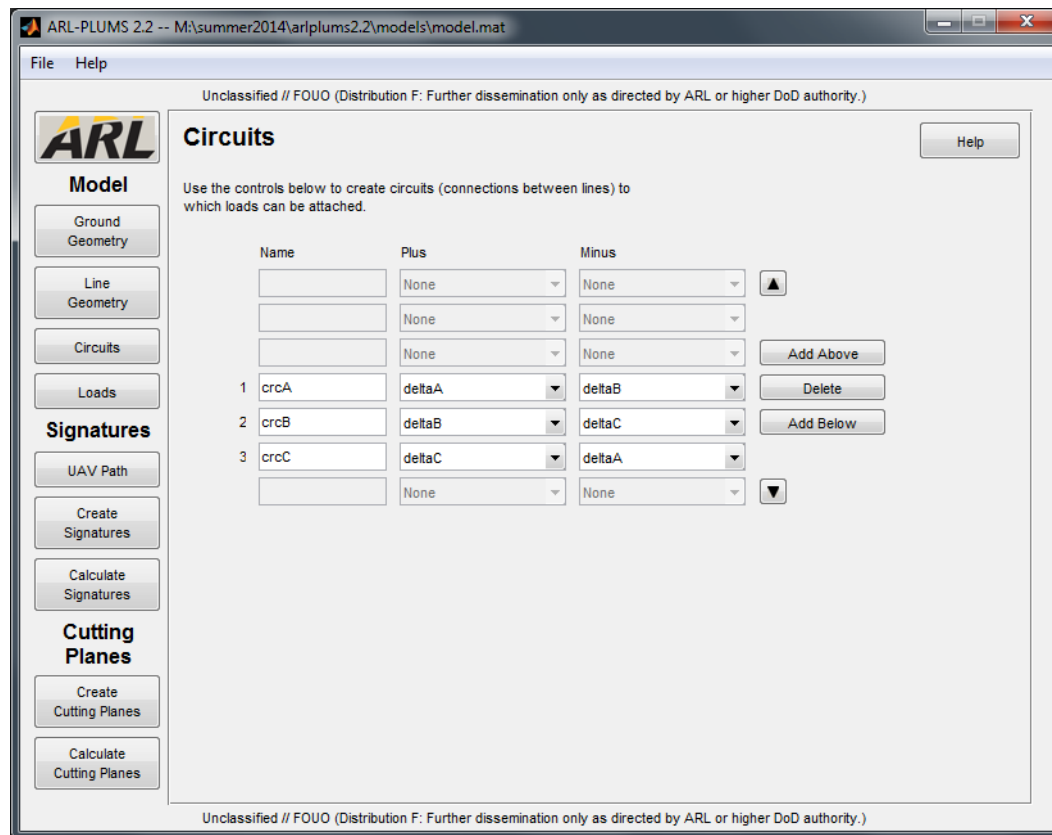 ARL-PLUMS 2.2 -- M:\summer2014\arlplums2.2\models\model.mat
File Help
Unclassified // FOUO (Distribution F: Further dissemination only as directed by ARL or higher DoD authority.)
ARL
Model
Ground
Geometry
Line
Geometry
Circuits
Loads
Signatures
UAV Path
Create
Signatures
Calculate
Signatures
Cutting
Planes
Create
Cutting Planes
Calculate
Cutting Planes
Circuits
Help
Use the controls below to create circuits (connections between lines) to
which loads can be attached.
Name Plus Minus
None None
None None
None None Add Above
1 crcA deltaA deltaB Delete
2 crcB deltaB deltaC Add Below
3 crcC deltaC deltaA
None None
Unclassified // FOUO (Distribution F: Further dissemination only as directed by ARL or higher DoD authority.)